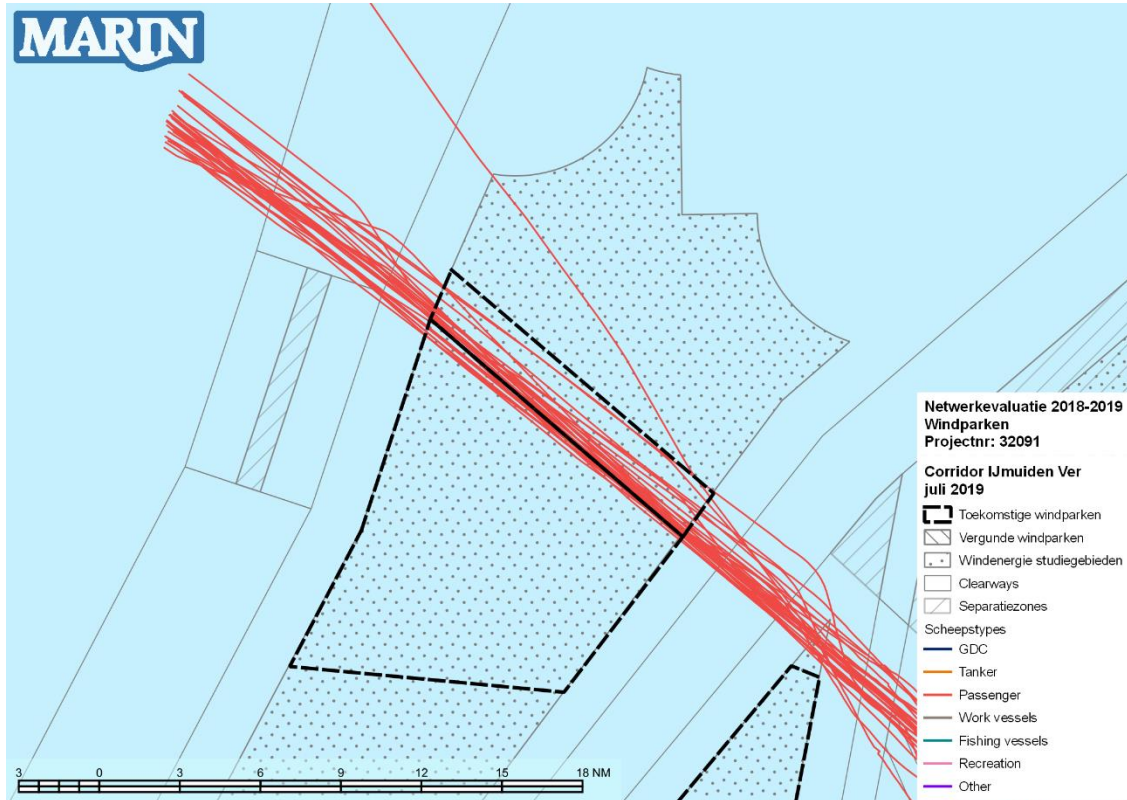 MARIN
Netwerkevaluatie 2018-2019
Windparken
Projectnr: 32091
Corridor IJmuiden Ver
juli 2019
Toekomstige windparken
Vergunde windparken
Windenergie studiegebieden
Clearways
Separatiezones
Scheepstypes
GDC
Tanker
Passenger
Work vessels
Fishing vessels
Recreation
Other
3 0 3 6 9 12 15 18 NM